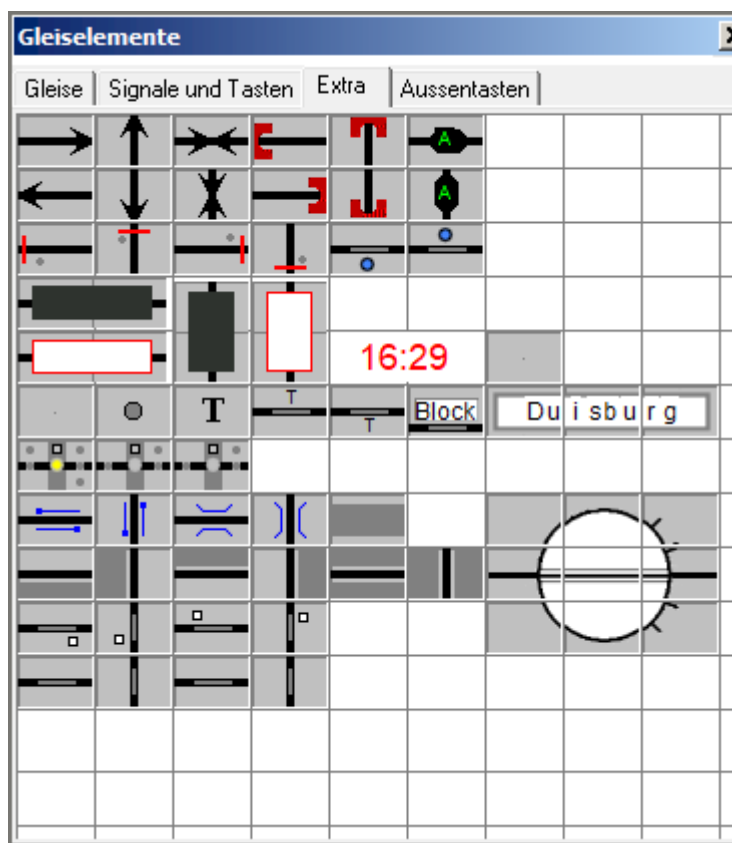 Gleiselemente
Gleise Signale und Tasten Extra Aussentasten
A
A
16:29
T T T Block Duisburg